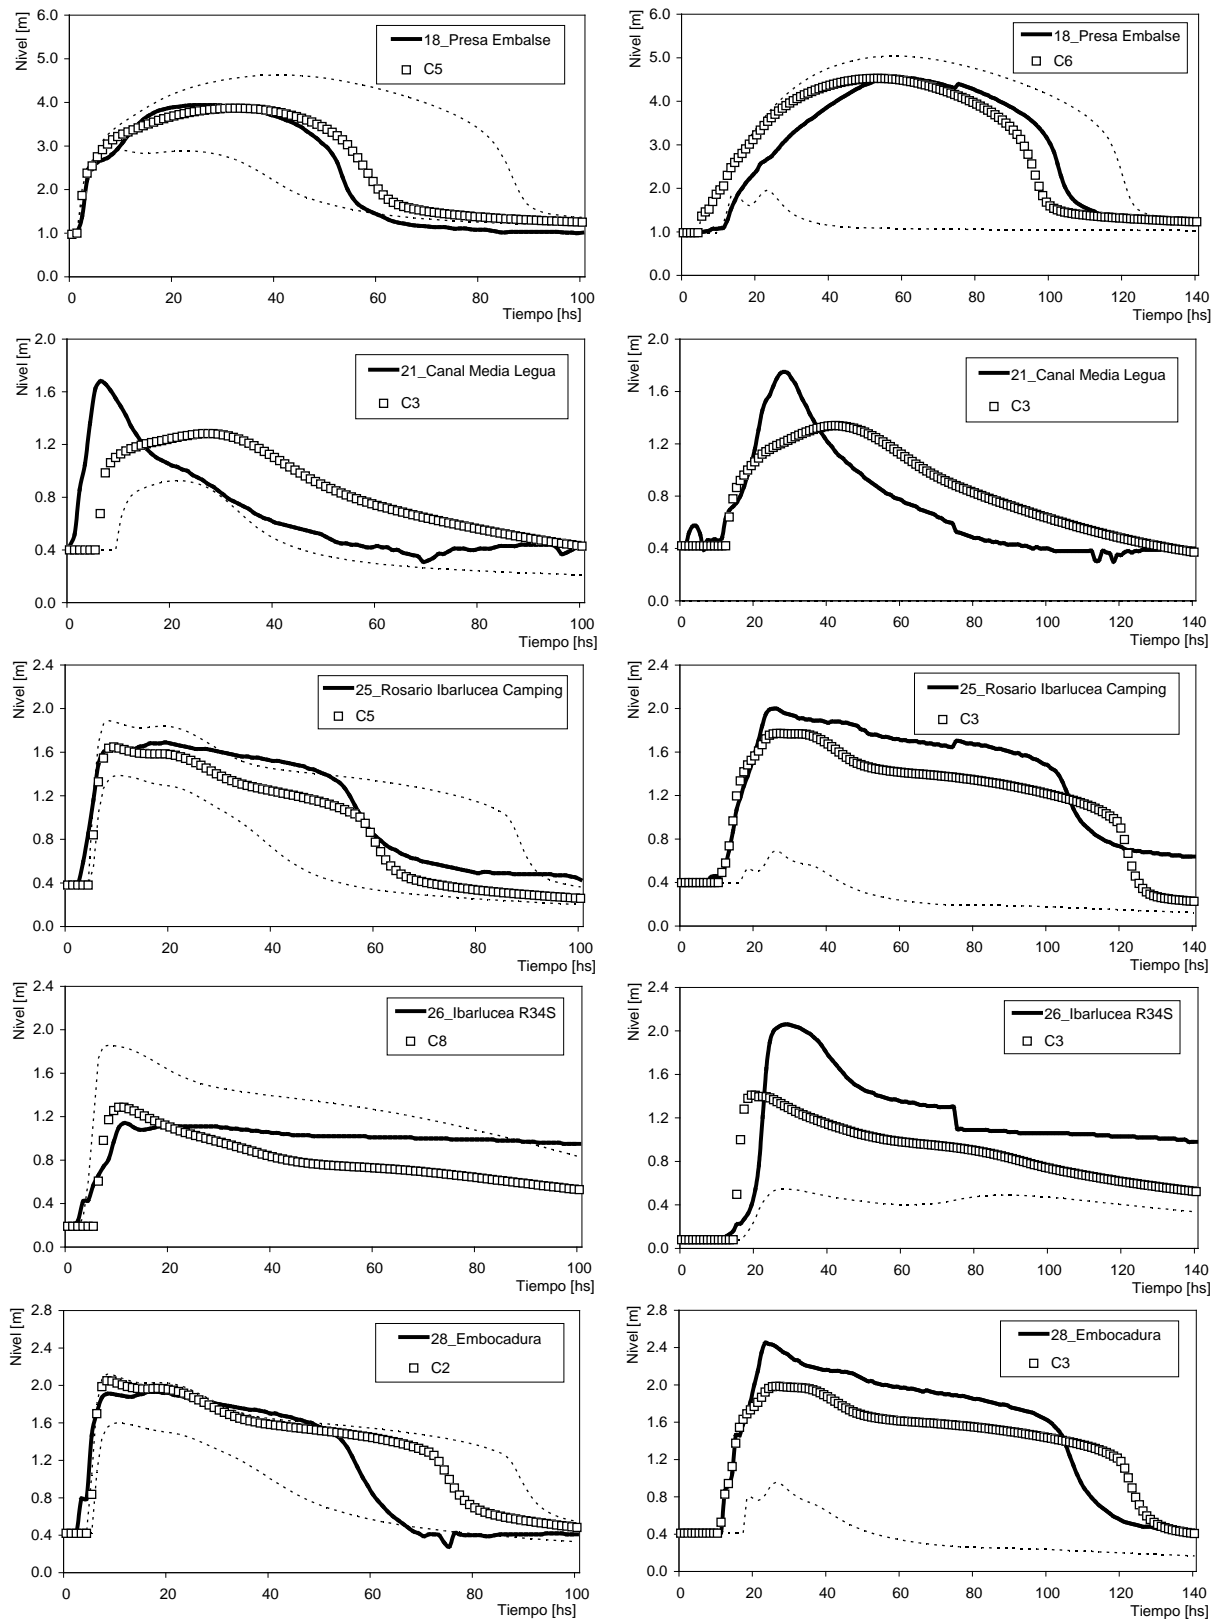 Nivel [m]
6.0
5.0
4.0
3.0
2.0
1.0
0.0
18_Presa Embalse
C5
0 20 40 60 80 100
Tiempo [hs]
Nivel [m]
6.0
5.0
4.0
3.0
2.0
1.0
0.0
18_Presa Embalse
C6
0 20 40 60 80 100 120 140
Tiempo [hs]
Nivel [m]
2.0
1.6
1.2
0.8
0.4
0.0
21_Canal Media Legua
C3
0 20 40 60 80 100
Tiempo [hs]
Nivel [m]
2.0
1.6
1.2
0.8
0.4
0.0
21_Canal Media Legua
C3
0 20 40 60 80 100 120 140
Tiempo [hs]
Nivel [m]
2.4
2.0
1.6
1.2
0.8
0.4
0.0
25_Rosario Ibarlucea Camping
C5
0 20 40 60 80 100
Tiempo [hs]
Nivel [m]
2.4
2.0
1.6
1.2
0.8
0.4
0.0
25_Rosario Ibarlucea Camping
C3
0 20 40 60 80 100 120 140
Tiempo [hs]
Nivel [m]
2.4
2.0
1.6
1.2
0.8
0.4
0.0
26_Ibarlucea R34S
C8
0 20 40 60 80 100
Tiempo [hs]
Nivel [m]
2.4
2.0
1.6
1.2
0.8
0.4
0.0
26_Ibarlucea R34S
C3
0 20 40 60 80 100 120 140
Tiempo [hs]
Nivel [m]
2.8
2.4
2.0
1.6
1.2
0.8
0.4
0.0
28_Embocadura
C2
0 20 40 60 80 100
Tiempo [hs]
Nivel [m]
2.8
2.4
2.0
1.6
1.2
0.8
0.4
0.0
28_Embocadura
C3
0 20 40 60 80 100 120 140
Tiempo [hs]